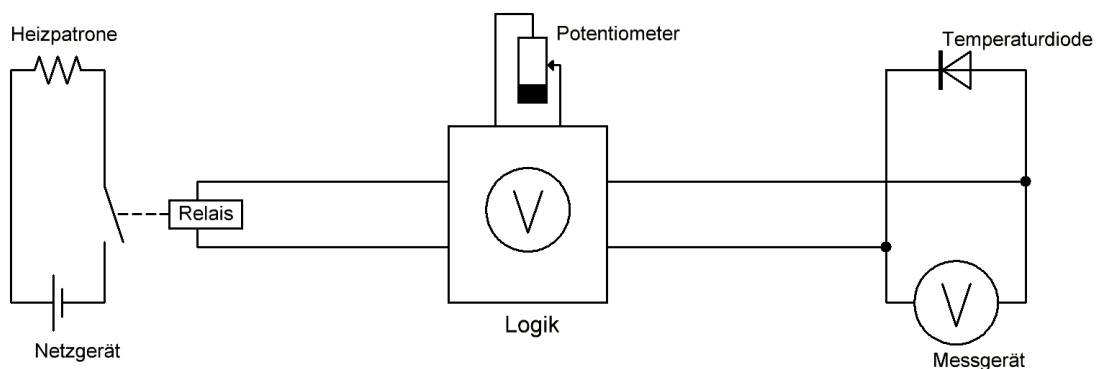 Heizpatrone
Potentiometer
Temperaturdiode
Relais
V
Logik
V
Netzgerät
Messgerät